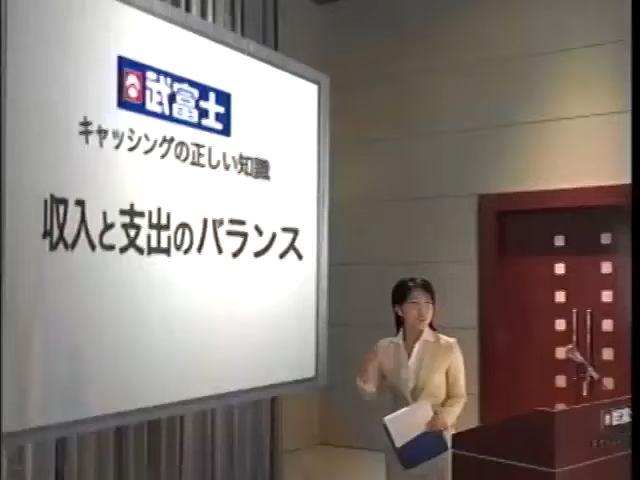 武富士
キャッシングの正しい知識
収入と支出のバランス